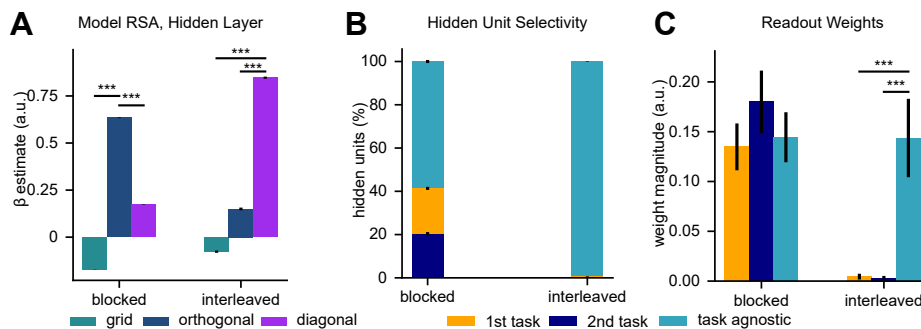 A
Model RSA, Hidden Layer
β estimate (a.u.)
0.75
0.5
0.25
0
***
***
***
***
blocked
interleaved
grid
orthogonal
diagonal
B
Hidden Unit Selectivity
hidden units (%)
100
80
60
40
20
0
blocked
interleaved
C
Readout Weights
weight magnitude (a.u.)
0.20
0.15
0.10
0.05
0.00
***
***
blocked
interleaved
1st task
2nd task
task agnostic